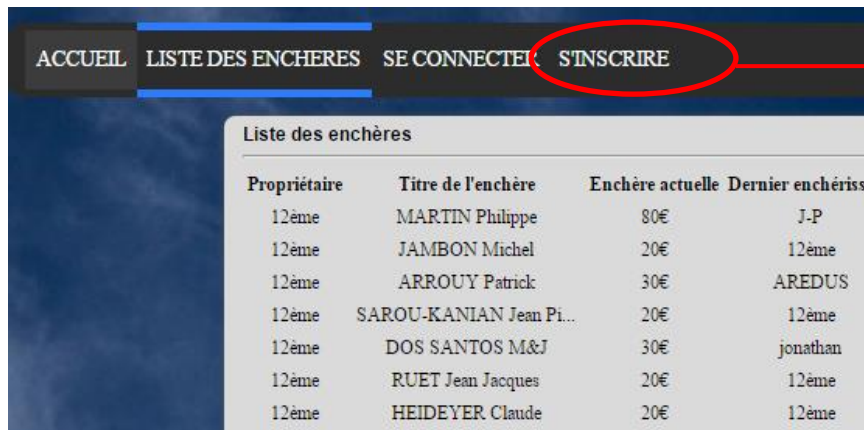 ACCUEIL LISTE DES ENCHERES SE CONNECTER S'INSCRIRE
Liste des enchères
Propriétaire Titre de l'enchère Enchère actuelle Dernier enchériss
12ème MARTIN Philippe 80€ J-P
12ème JAMBON Michel 20€ 12ème
12ème ARROUY Patrick 30€ AREDUS
12ème SAROU-KANIAN Jean Pi... 20€ 12ème
12ème DOS SANTOS M&J 30€ jonathan
12ème RUET Jean Jacques 20€ 12ème
12ème HEIDEYER Claude 20€ 12ème